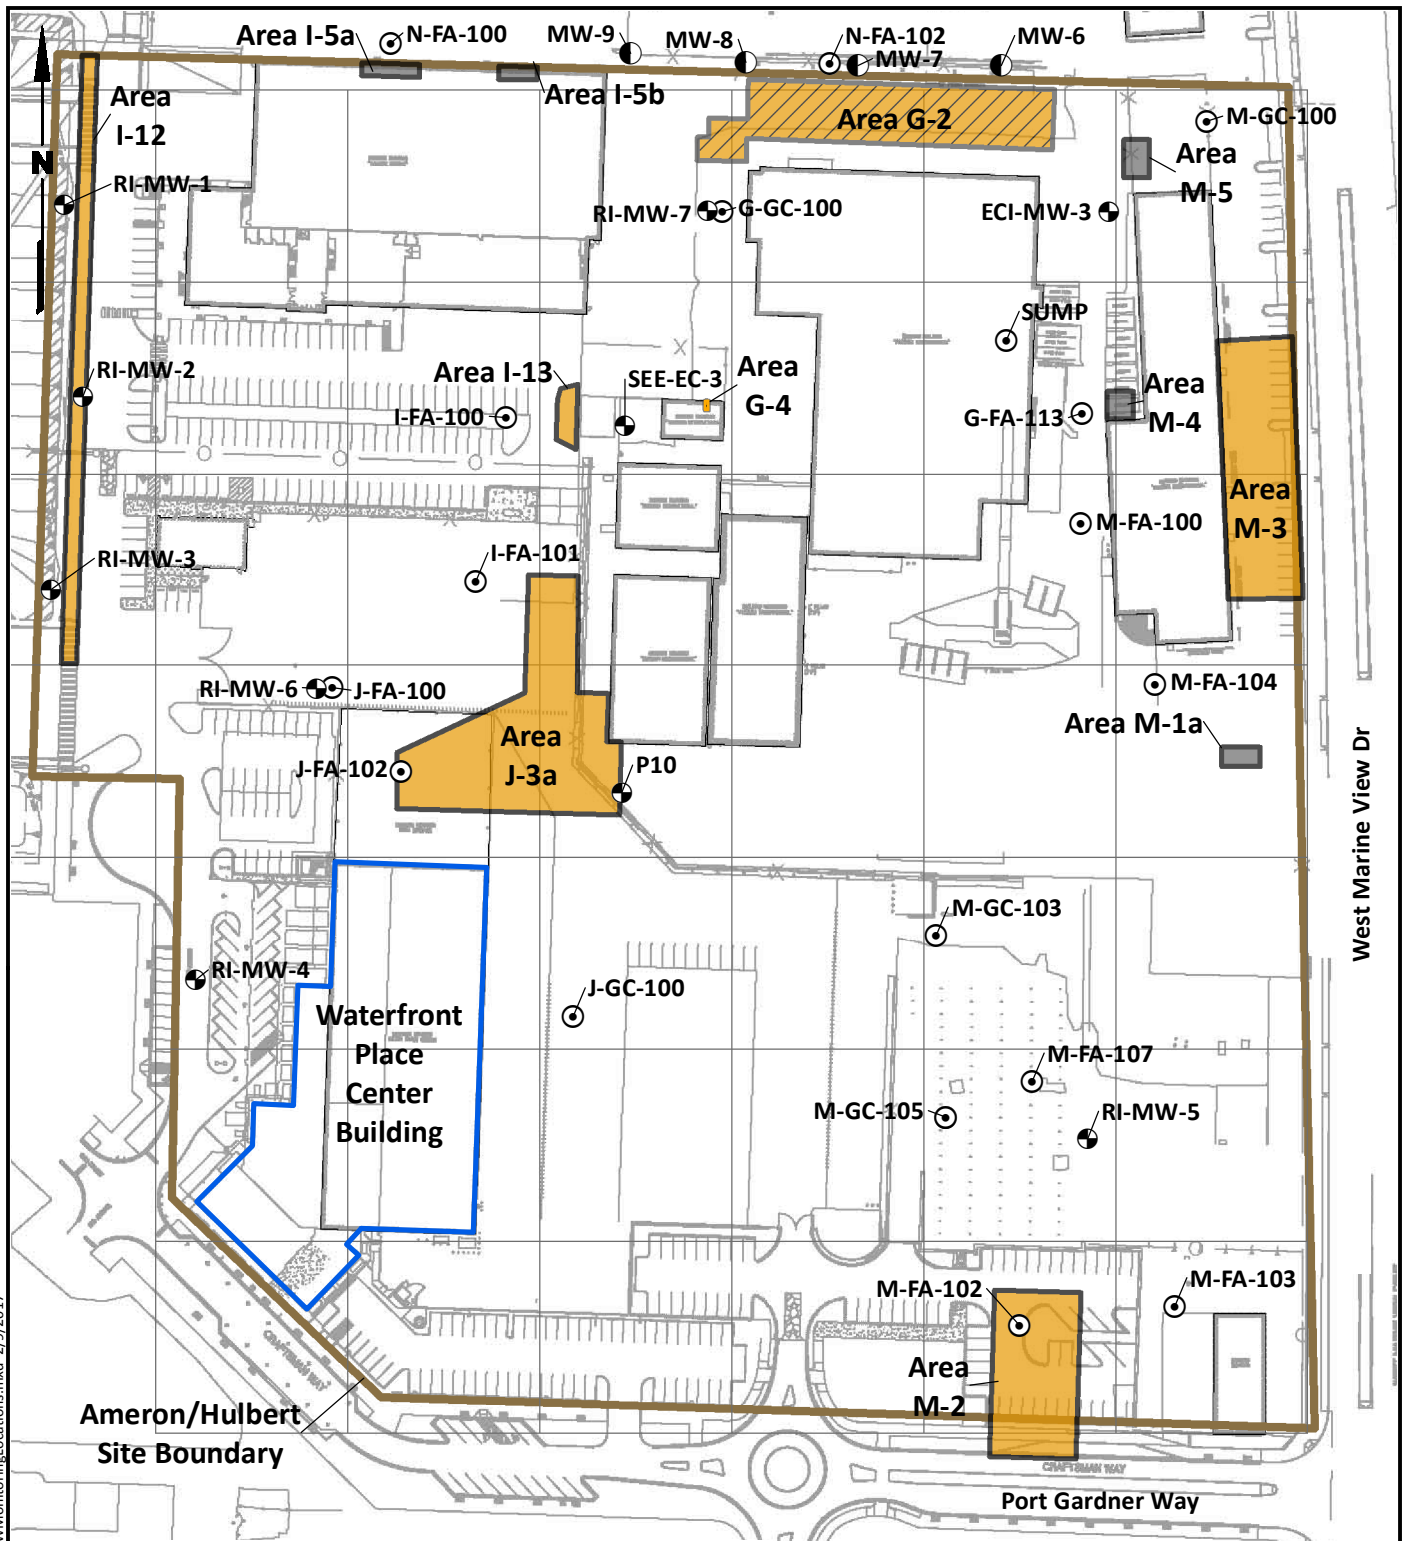 Area I-5a
N-FA-100
MW-9
MW-8
N-FA-102
MW-7
MW-6
Area
I-12
Area I-5b
Area G-2
M-GC-100
Area
M-5
N
RI-MW-1
RI-MW-7
G-GC-100
ECI-MW-3
SUMP
RI-MW-2
Area I-13
SEE-EC-3
Area
G-4
I-FA-100
G-FA-113
Area
M-4
Area
M-3
M-FA-100
RI-MW-3
I-FA-101
RI-MW-6
J-FA-100
M-FA-104
Area M-1a
Area
J-3a
J-FA-102
P10
West Marine View Dr
M-GC-103
RI-MW-4
J-GC-100
Waterfront
Place
Center
Building
M-FA-107
M-GC-105
RI-MW-5
M-FA-102
M-FA-103
Area
M-2
CRAFTSMAN WAY
Ameron/Hulbert
Site Boundary
CRAFTSMAN WAY
Port Gardner Way